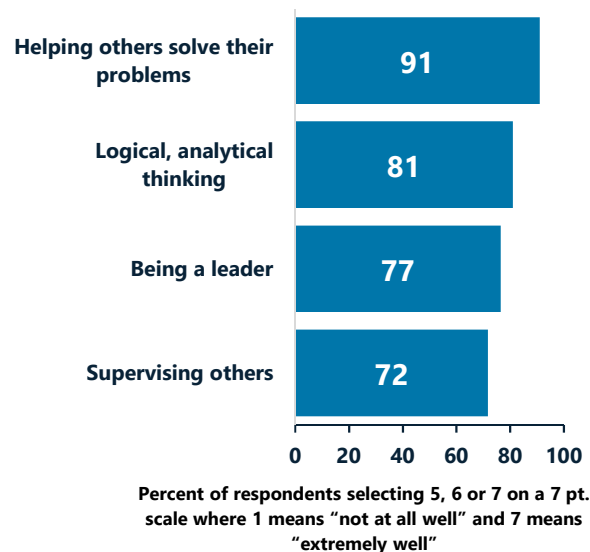 Helping others solve their
problems
91
Logical, analytical
thinking
81
Being a leader
77
Supervising others
72
0 20 40 60 80 100
Percent of respondents selecting 5, 6 or 7 on a 7 pt.
scale where 1 means “not at all well” and 7 means
“extremely well”